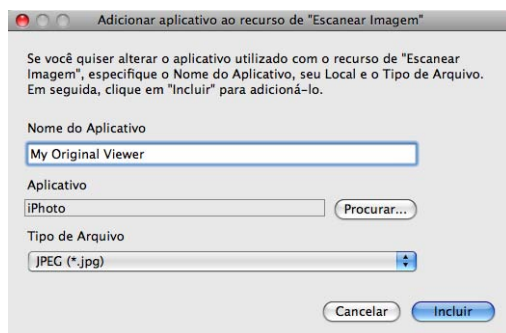 Adicionar aplicativo ao recurso de "Escanear Imagem"
Se você quiser alterar o aplicativo utilizado com o recurso de "Escanear
Imagem", especifique o Nome do Aplicativo, seu Local e o Tipo de Arquivo.
Em seguida, clique em "Incluir" para adicioná-lo.
Nome do Aplicativo
My Original Viewer
Aplicativo
iPhoto
Procurar...
Tipo de Arquivo
JPEG (*.jpg)
Cancelar
Incluir